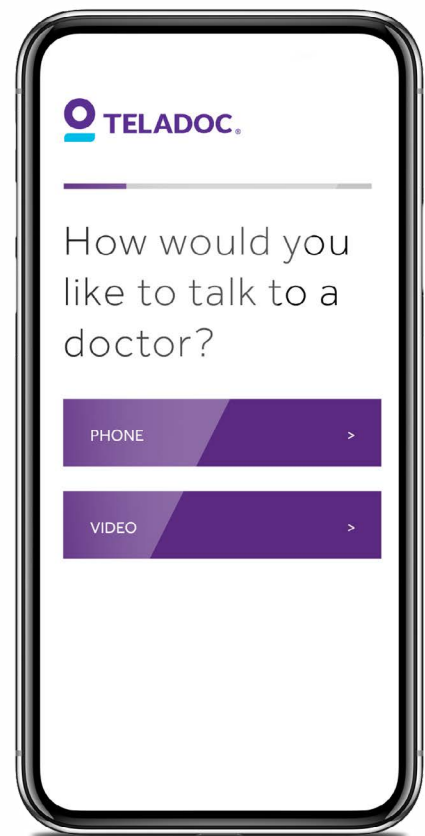 TELADOC.
How would you
like to talk to a
doctor?
PHONE >
VIDEO >